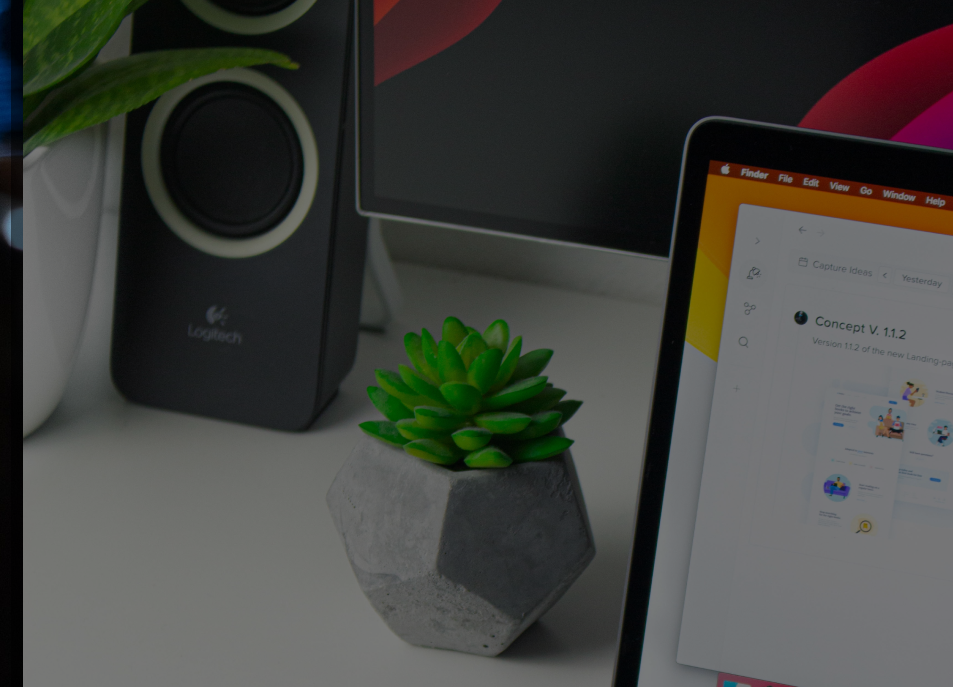 Logitech
Finder File Edit View Go Window Help
Capture Ideas
Yesterday
Concept V. 1.1.2
Version 1.1.2 of the new Landing-pa